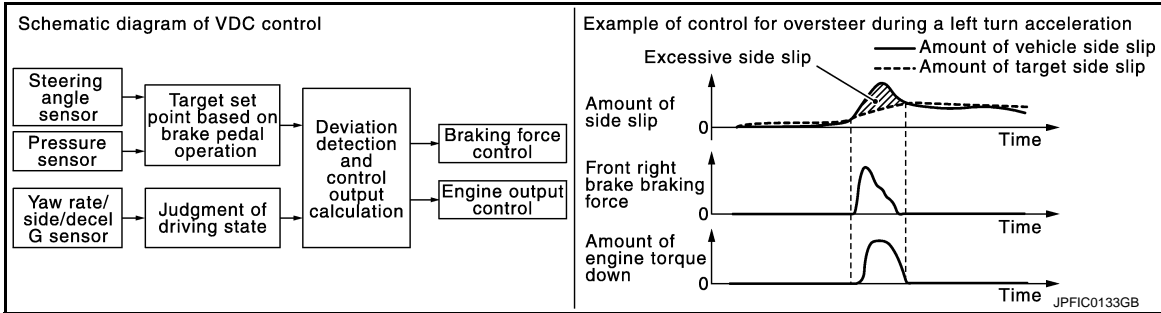 Schematic diagram of VDC control
Steering
angle
sensor
Pressure
sensor
Yaw rate/
side/decel
G sensor
Target set
point based on
brake pedal
operation
Judgment of
driving state
Deviation
detection
and
control
output
calculation
Braking force
control
Engine output
control
Example of control for oversteer during a left turn acceleration
Excessive side slip
Amount of vehicle side slip
Amount of target side slip
Amount of
side slip
0
Time
Front right
brake braking
force
0
Time
Amount of
engine torque
down
0
Time
JPFIC0133GB